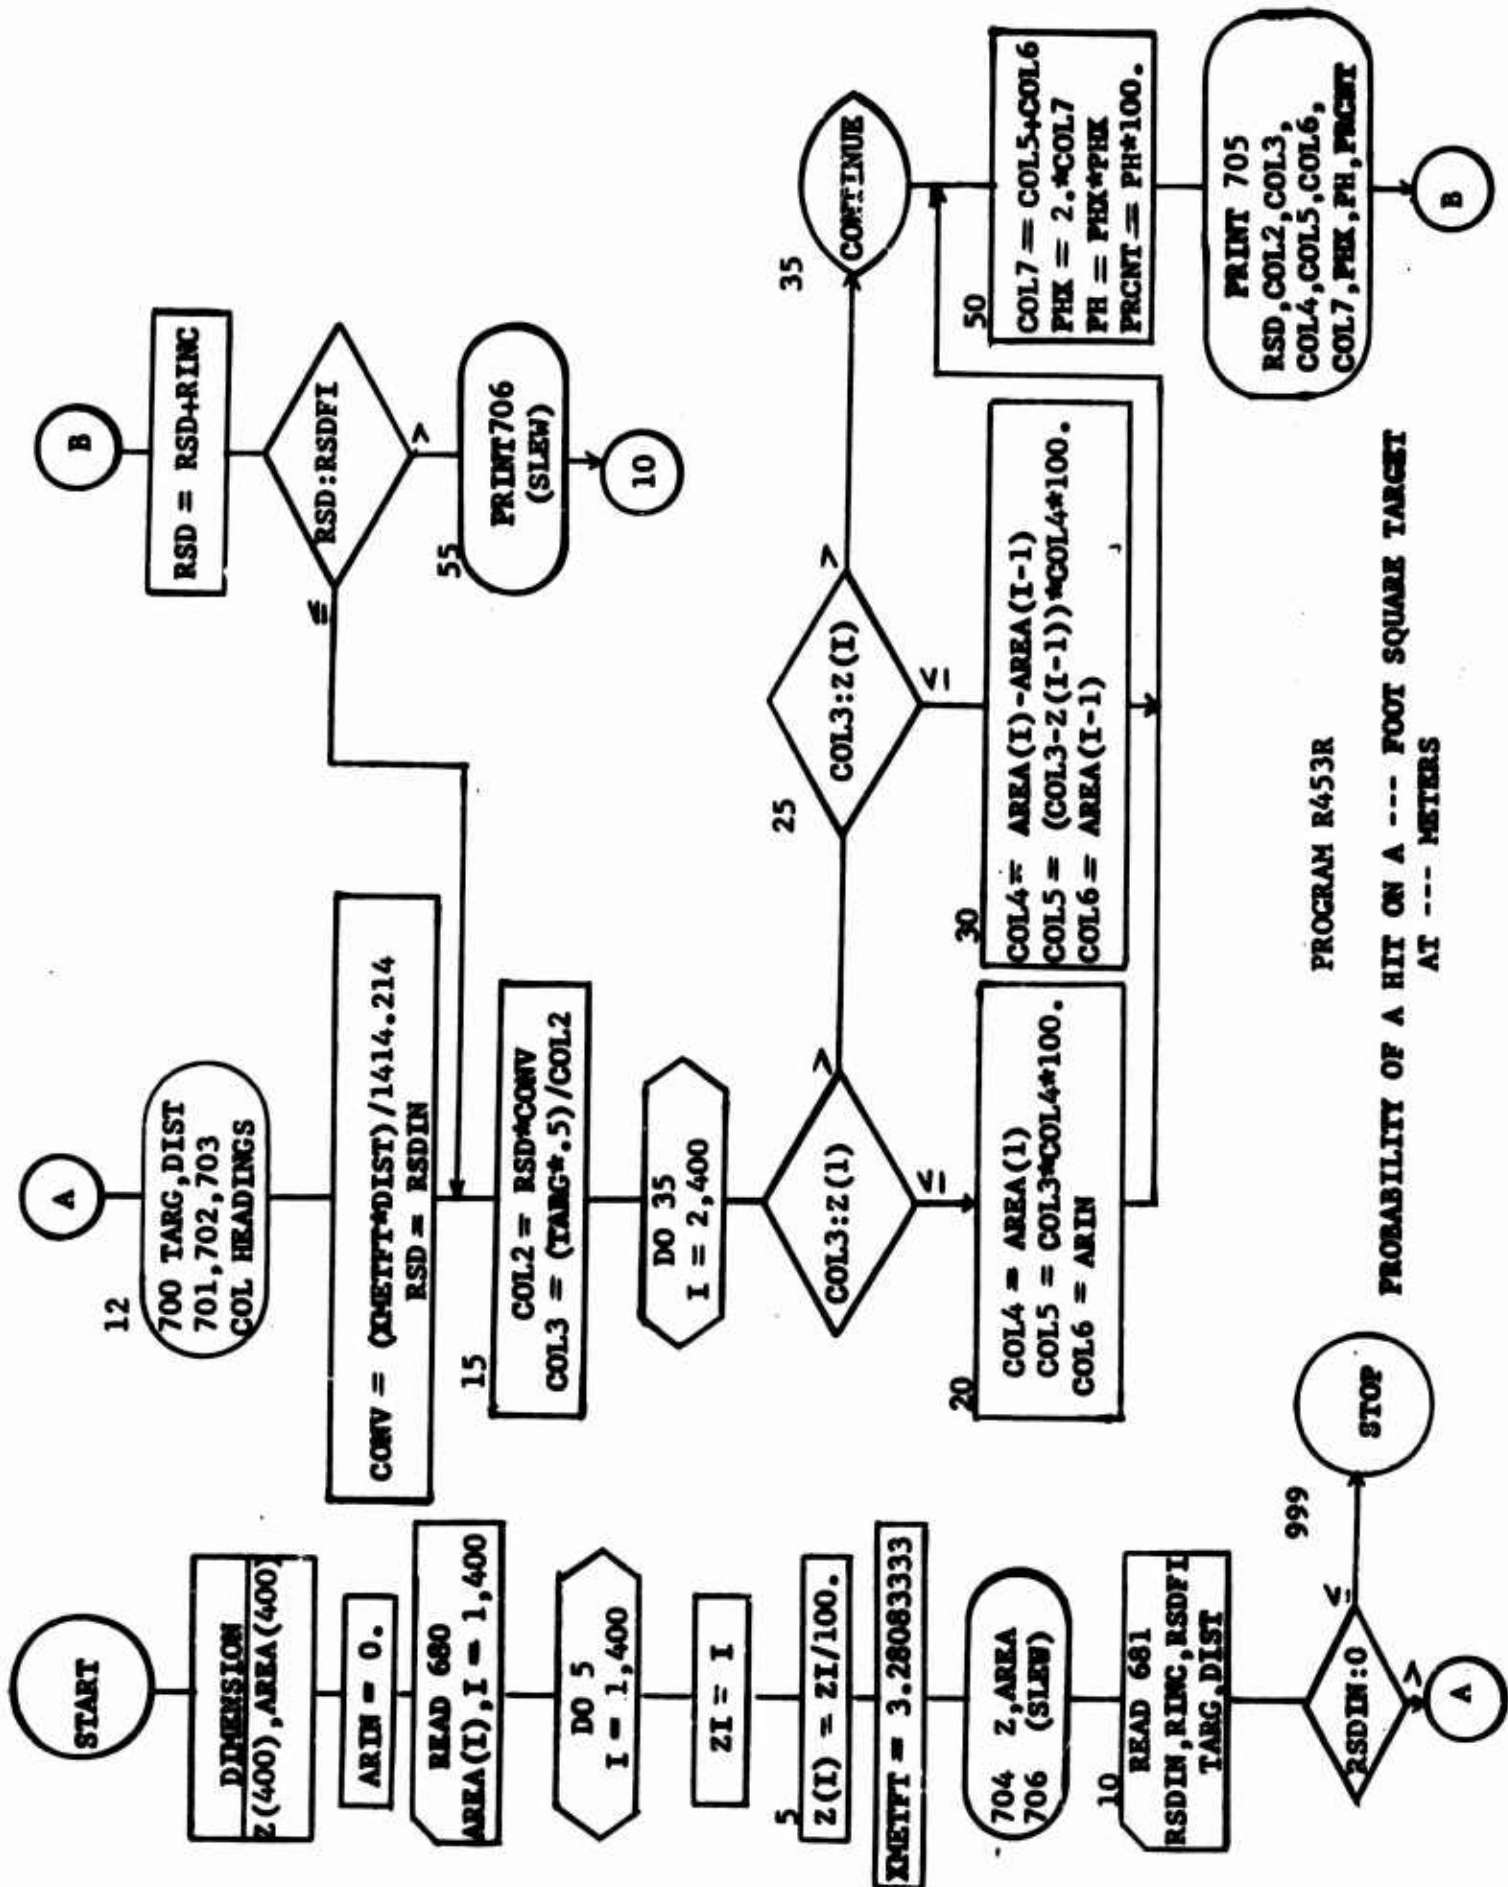 START
DIMENSION
Z(400),AREA(400)
ARIN = 0.
READ 680
AREA(I),I = 1,400
DO 5
I = 1,400
ZI = I
5
Z(I) = ZI/100.
XMETFT = 3.28083333
704 Z,AREA
706 (SLEW)
10
READ 681
RSDIN,RINC,RSDFI
TARG,DIST
RSDIN:0
≤
999
STOP
>
A
A
12
700 TARG,DIST
701,702,703
COL HEADINGS
CONV = (XMETFT*DIST)/1414.214
RSD = RSDIN
15
COL2 = RSD*CONV
COL3 = (TARG*.5)/COL2
DO 35
I = 2,400
COL3:Z(1)
>
≤
20
COL4 = AREA(1)
COL5 = COL3*COL4*100.
COL6 = ARIN
25
COL3:Z(I)
>
≤
30
COL4= AREA(I)-AREA(I-1)
COL5= (COL3-Z(I-1))*COL4*100.
COL6= AREA(I-1)
35
CONTINUE
50
COL7 = COL5+COL6
PHX = 2.*COL7
PH = PHX*PHX
PRCNT = PH*100.
PRINT 705
RSD,COL2,COL3,
COL4,COL5,COL6,
COL7,PHX,PH,PRCNT
B
B
RSD = RSD+RINC
RSD:RSDFI
≤
>
55
PRINT706
(SLEW)
10
PROGRAM R453R
PROBABILITY OF A HIT ON A --- FOOT SQUARE TARGET
AT --- METERS